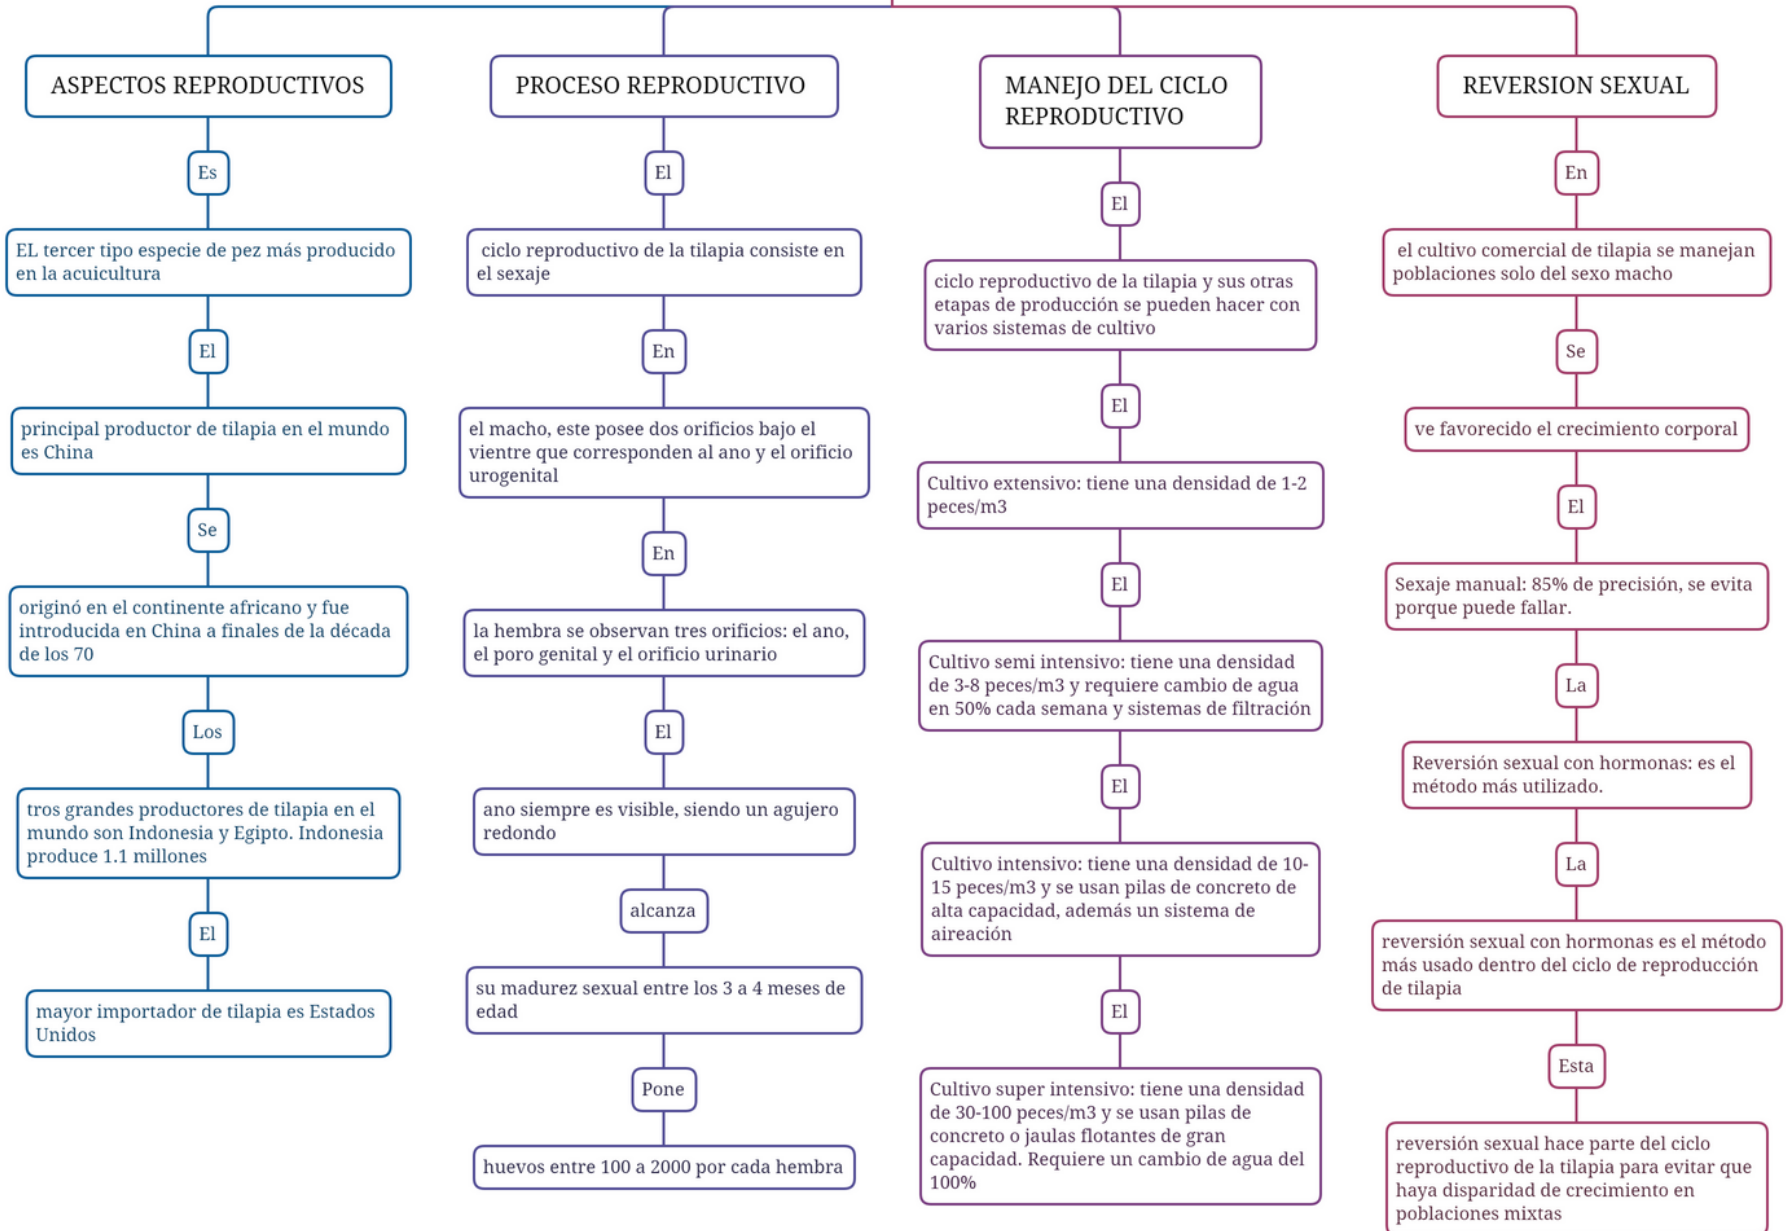 ASPECTOS REPRODUCTIVOS
Es
EL tercer tipo especie de pez más producido
en la acuicultura
El
principal productor de tilapia en el mundo
es China
Se
originó en el continente africano y fue
introducida en China a finales de la década
de los 70
Los
tros grandes productores de tilapia en el
mundo son Indonesia y Egipto. Indonesia
produce 1.1 millones
El
mayor importador de tilapia es Estados
Unidos
PROCESO REPRODUCTIVO
El
ciclo reproductivo de la tilapia consiste en
el sexaje
En
el macho, este posee dos orificios bajo el
vientre que corresponden al ano y el orificio
urogenital
En
la hembra se observan tres orificios: el ano,
el poro genital y el orificio urinario
El
ano siempre es visible, siendo un agujero
redondo
alcanza
su madurez sexual entre los 3 a 4 meses de
edad
Pone
huevos entre 100 a 2000 por cada hembra
MANEJO DEL CICLO
REPRODUCTIVO
El
ciclo reproductivo de la tilapia y sus otras
etapas de producción se pueden hacer con
varios sistemas de cultivo
El
Cultivo extensivo: tiene una densidad de 1-2
peces/m3
El
Cultivo semi intensivo: tiene una densidad
de 3-8 peces/m3 y requiere cambio de agua
en 50% cada semana y sistemas de filtración
El
Cultivo intensivo: tiene una densidad de 10-
15 peces/m3 y se usan pilas de concreto de
alta capacidad, además un sistema de
aireación
El
Cultivo super intensivo: tiene una densidad
de 30-100 peces/m3 y se usan pilas de
concreto o jaulas flotantes de gran
capacidad. Requiere un cambio de agua del
100%
REVERSION SEXUAL
En
el cultivo comercial de tilapia se manejan
poblaciones solo del sexo macho
Se
ve favorecido el crecimiento corporal
El
Sexaje manual: 85% de precisión, se evita
porque puede fallar.
La
Reversión sexual con hormonas: es el
método más utilizado.
La
reversión sexual con hormonas es el método
más usado dentro del ciclo de reproducción
de tilapia
Esta
reversión sexual hace parte del ciclo
reproductivo de la tilapia para evitar que
haya disparidad de crecimiento en
poblaciones mixtas